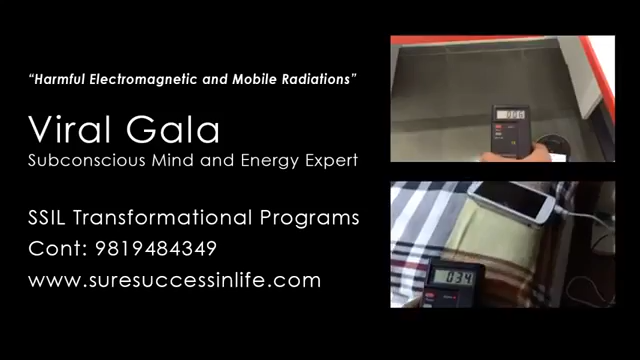 “Harmful Electromagnetic and Mobile Radiations”
Viral Gala
Subconscious Mind and Energy Expert
SSIL Transformational Programs
Cont: 9819484349
www.suresuccessinlife.com
006
034